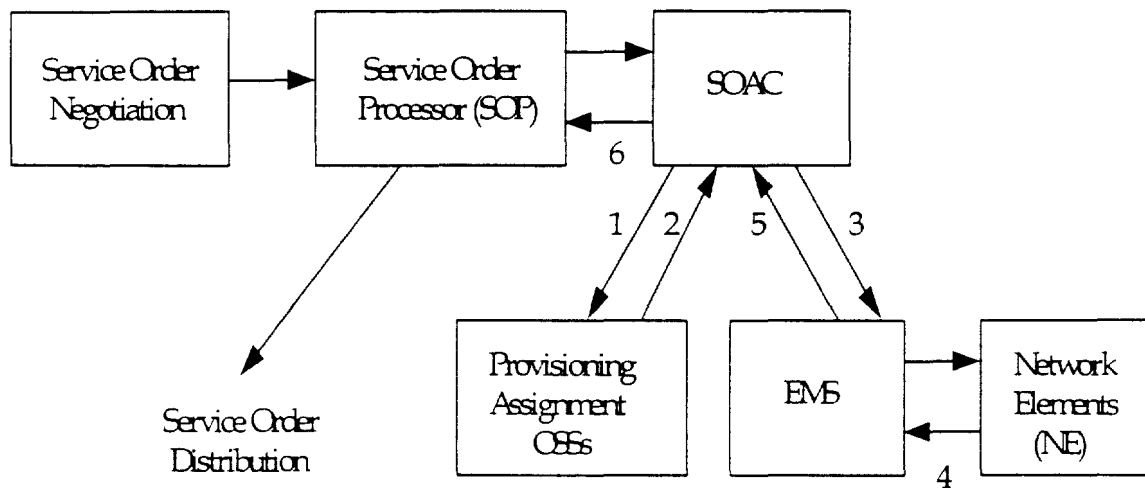 Service Order
Negotiation
Service Order
Processor (SOP)
SOAC
6
1
2
5
3
Provisioning
Assignment
OSSs
EMS
Network
Elements
(NE)
4
Service Order
Distribution